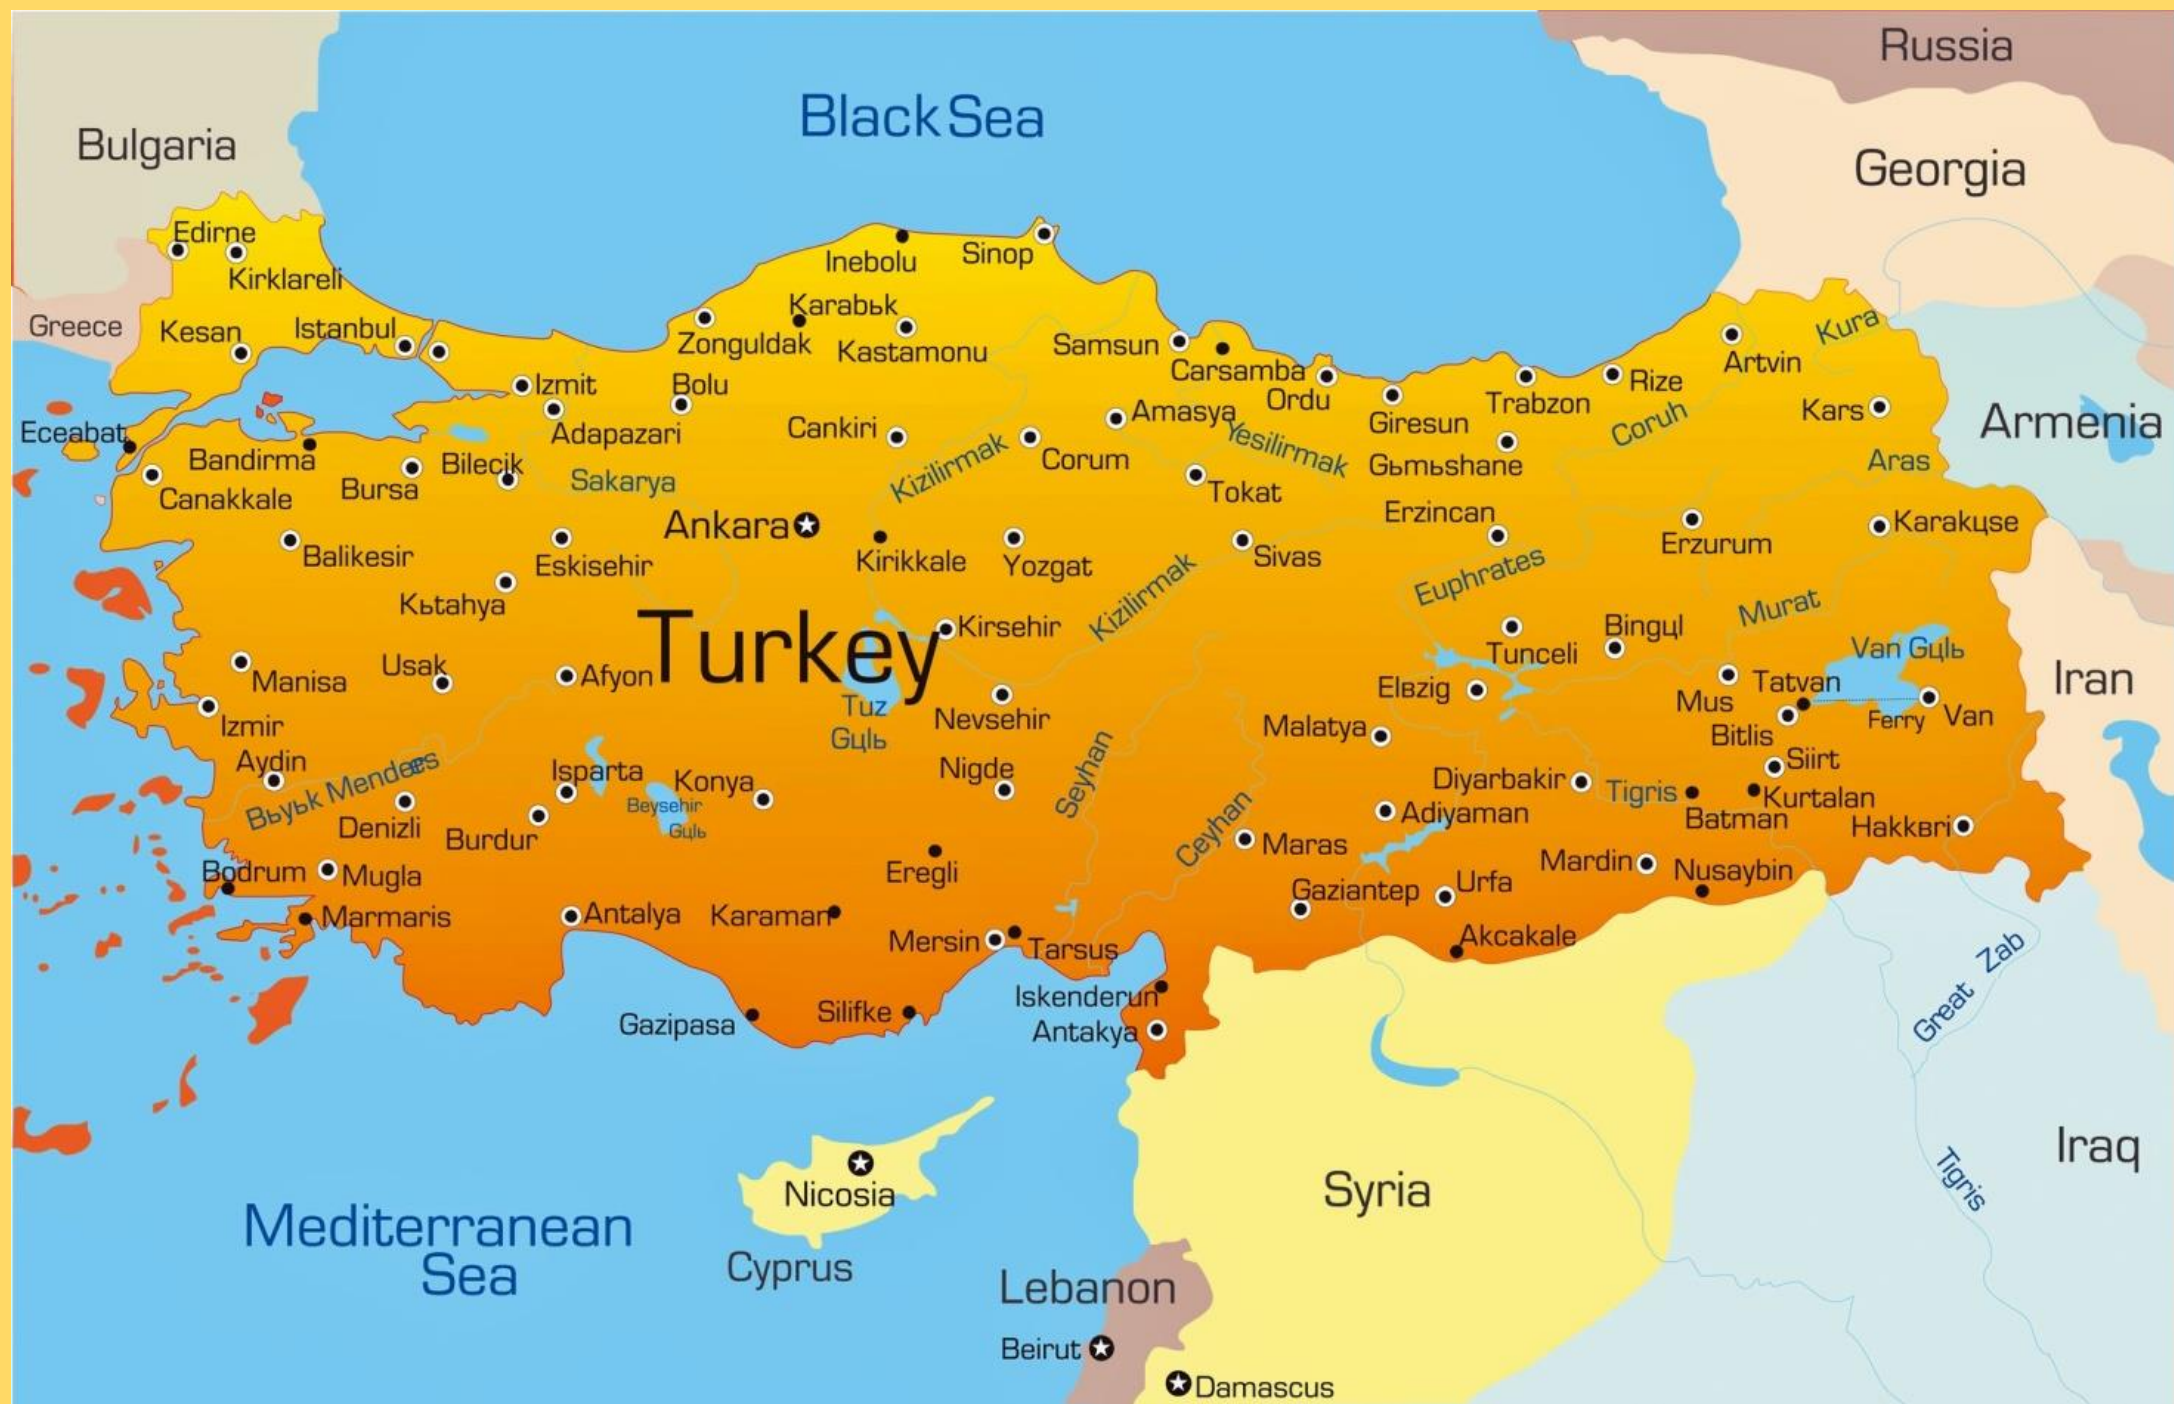 Russia
Black Sea
Bulgaria
Georgia
Edirne
Kirklareli
Inebolu
Sinop
Greece
Kesan
Istanbul
Karabьk
Zonguldak
Kastamonu
Samsun
Carsamba
Kura
Artvin
Izmit
Bolu
Ordu
Trabzon
Rize
Kars
Armenia
Eceabat
Adapazari
Cankiri
Amasya
Giresun
Coruh
Bandirma
Bilecik
Kizilirmak
Corum
Yesilirmak
Gьmьshane
Aras
Canakkale
Bursa
Sakarya
Tokat
Ankara
Erzincan
Karakцse
Balikesir
Eskisehir
Kirikkale
Yozgat
Sivas
Erzurum
Kьtahya
Kizilirmak
Euphrates
Murat
Turkey
Kirsehir
Tunceli
Bingцl
Van Gцlь
Manisa
Usak
Afyon
Elвzig
Mus
Tatvan
Iran
Izmir
Tuz
Gцlь
Nevsehir
Malatya
Bitlis
Ferry
Van
Aydin
Bьyьk Menderes
Isparta
Konya
Nigde
Seyhan
Diyarbakir
Tigris
Siirt
Kurtalan
Denizli
Burdur
Beysehir
Gцlь
Ceyhan
Adiyaman
Batman
Hakkвri
Maras
Bodrum
Mugla
Eregli
Gaziantep
Urfa
Mardin
Nusaybin
Marmaris
Antalya
Karaman
Mersin
Tarsus
Akcakale
Great Zab
Gazipasa
Silifke
Iskenderun
Antakya
Iraq
Tigris
Nicosia
Syria
Mediterranean
Sea
Cyprus
Lebanon
Beirut
Damascus